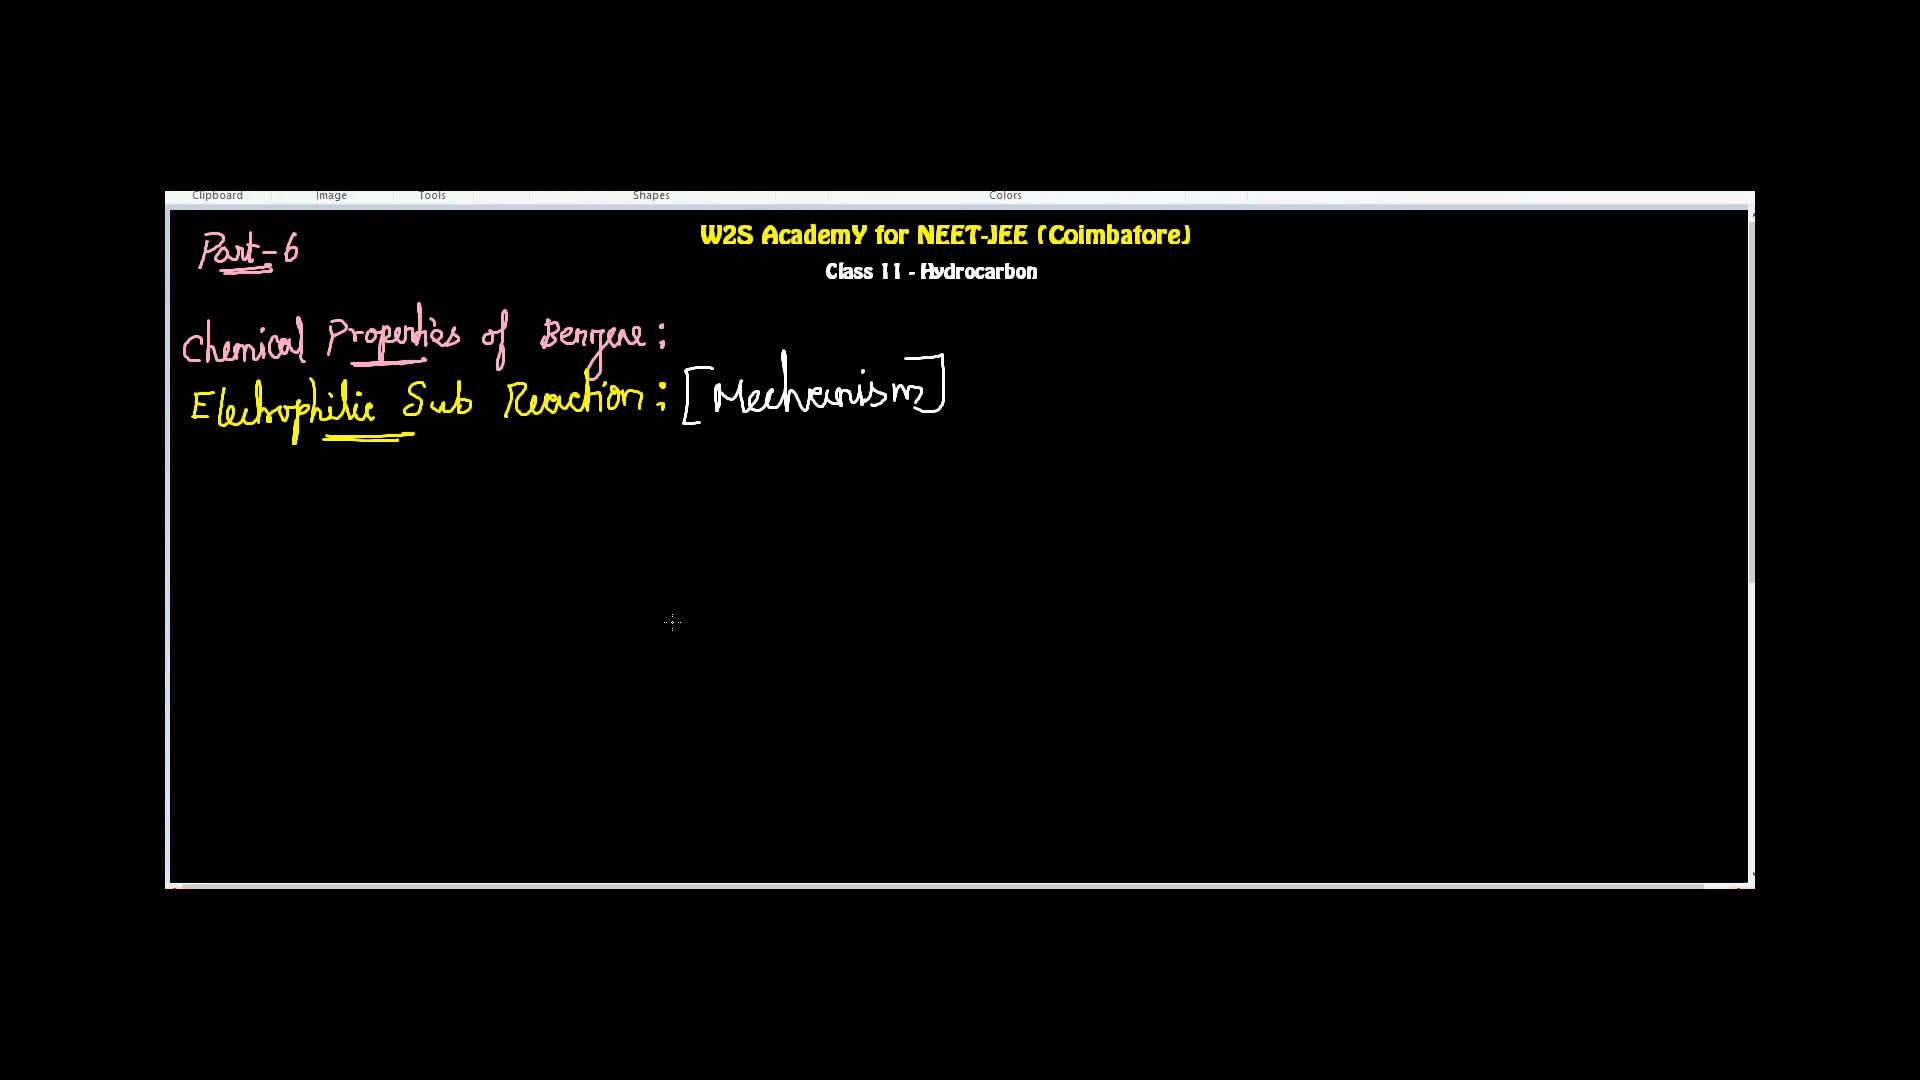 Clipboard Image Tools Shapes Colors
W2S AcademY for NEET-JEE (Coimbatore)
Part-6
Class 11 - Hydrocarbon
Chemical Properties of Benzene:
Electrophilic Sub Reaction: [Mechanism]